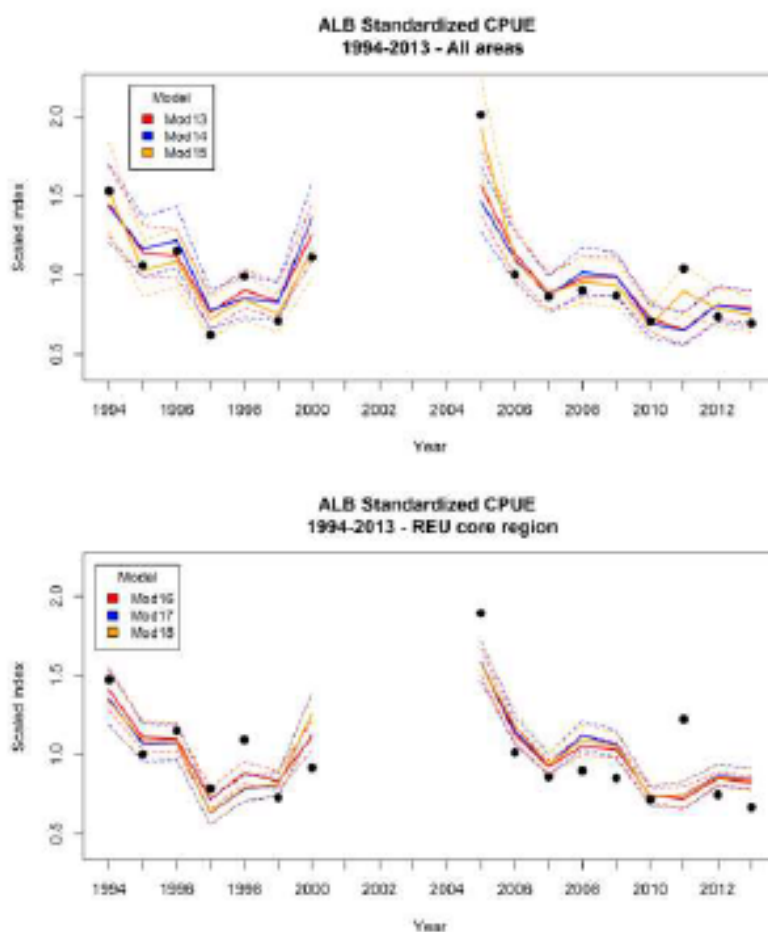 ALB Standardized CPUE
1994-2013 - All areas
Model
Mod13
Mod14
Mod15
Scaled index
2.0
1.5
1.0
0.5
1994 1996 1998 2000 2002 2004 2006 2008 2010 2012
Year
ALB Standardized CPUE
1994-2013 - REU core region
Model
Mod16
Mod17
Mod18
Scaled index
2.0
1.5
1.0
0.5
1994 1996 1998 2000 2002 2004 2006 2008 2010 2012
Year